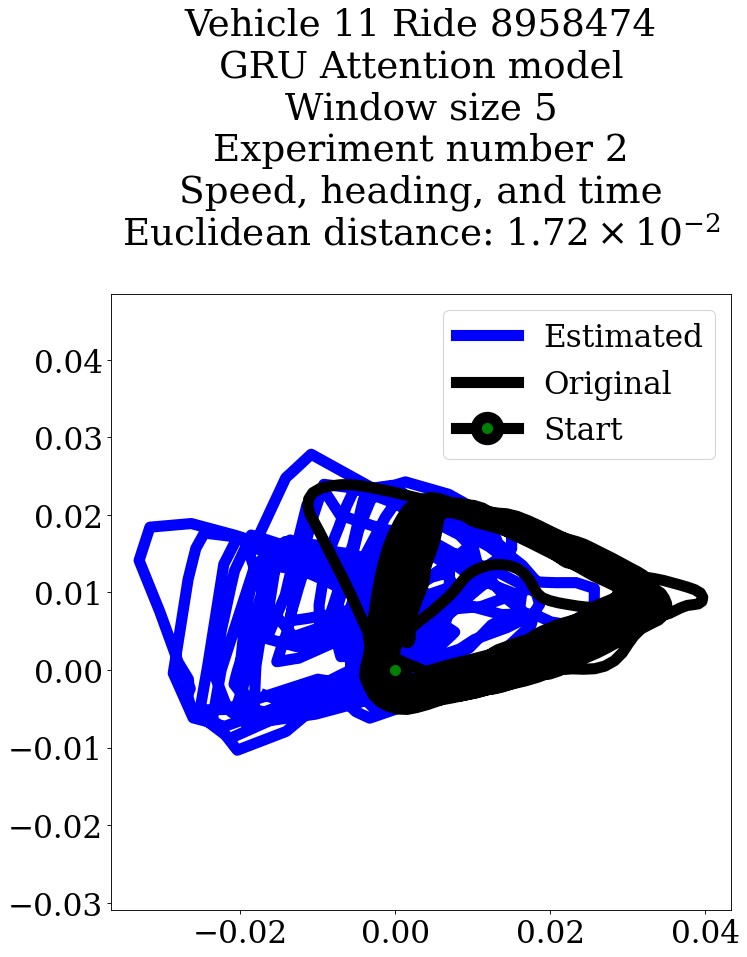 Vehicle 11 Ride 8958474
GRU Attention model
Window size 5
Experiment number 2
Speed, heading, and time
Euclidean distance: 1.72 × 10⁻²
Estimated
Original
Start
0.04
0.03
0.02
0.01
0.00
−0.01
−0.02
−0.03
−0.02 0.00 0.02 0.04